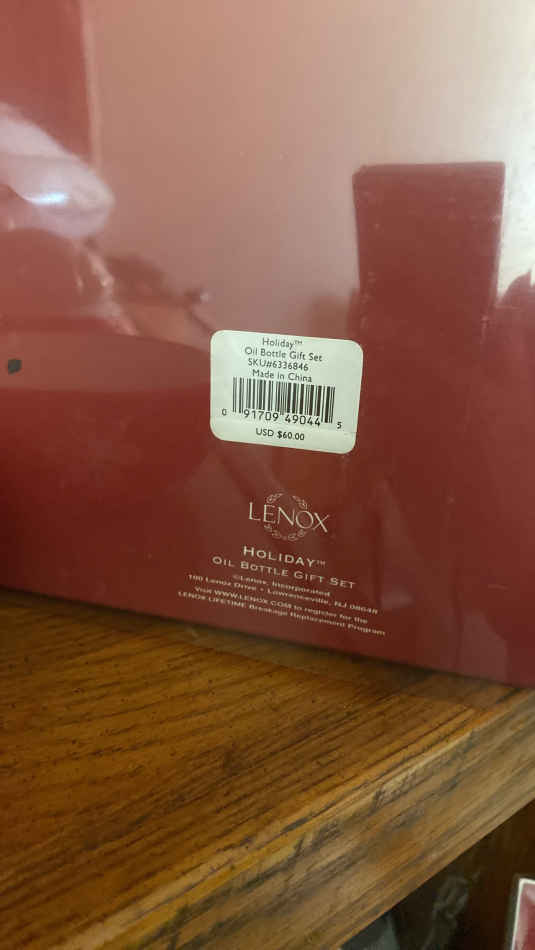 Holiday™
Oil Bottle Gift Set
SKU#6336846
Made in China
0 91709 49044 5
USD $60.00
LENOX
HOLIDAY™
OIL BOTTLE GIFT SET
©Lenox, Incorporated
100 Lenox Drive • Lawrenceville, NJ 08648
Visit WWW.LENOX.COM to register for the
LENOX LIFETIME Breakage Replacement Program